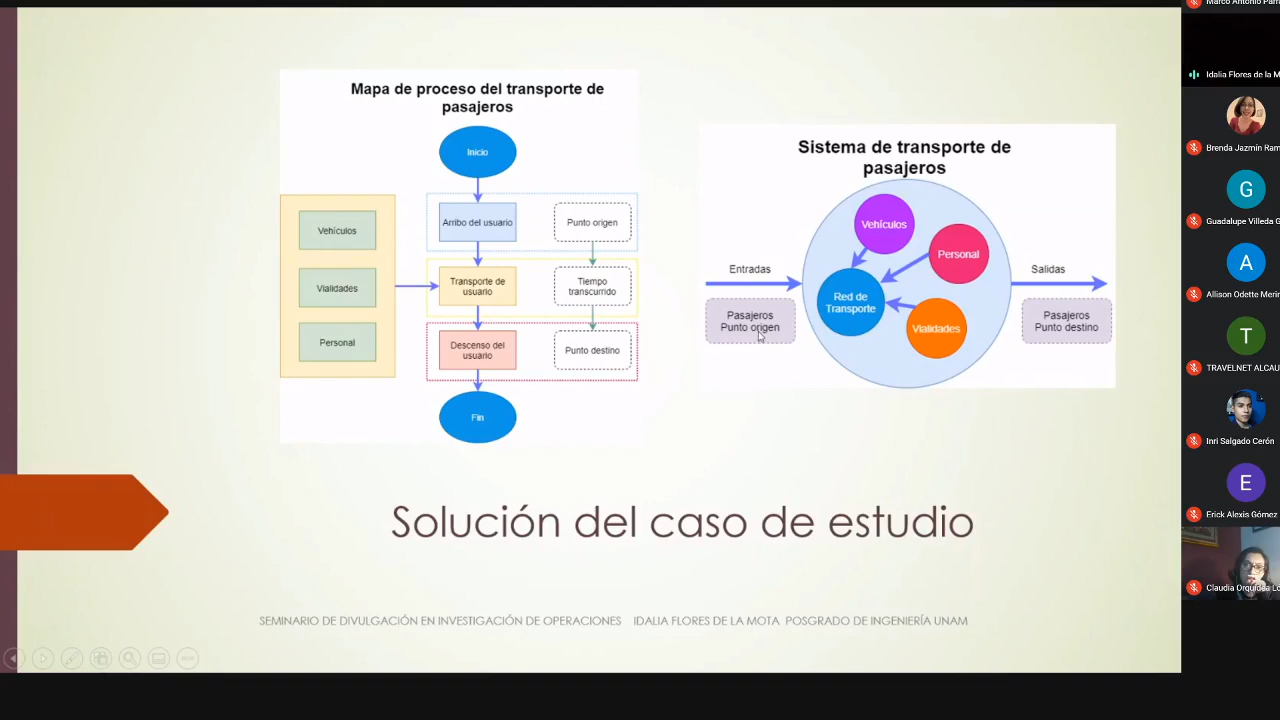 Mapa de proceso del transporte de
pasajeros
Inicio
Vehículos
Vialidades
Personal
Arribo del usuario
Punto origen
Transporte de
usuario
Tiempo
transcurrido
Descenso del
usuario
Punto destino
Fin
Sistema de transporte de
pasajeros
Entradas
Pasajeros
Punto origen
Vehículos
Personal
Red de
Transporte
Vialidades
Salidas
Pasajeros
Punto destino
Solución del caso de estudio
SEMINARIO DE DIVULGACIÓN EN INVESTIGACIÓN DE OPERACIONES IDALIA FLORES DE LA MOTA POSGRADO DE INGENIERÍA UNAM
Marco Antonio
Idalia Flores de la M
Brenda Jazmín Ram
G
Guadalupe Villeda G
A
Allison Odette Merin
T
TRAVELNET ALCAU
Inri Salgado Cerón
E
Erick Alexis Gómez
Claudia Orquidea Ló